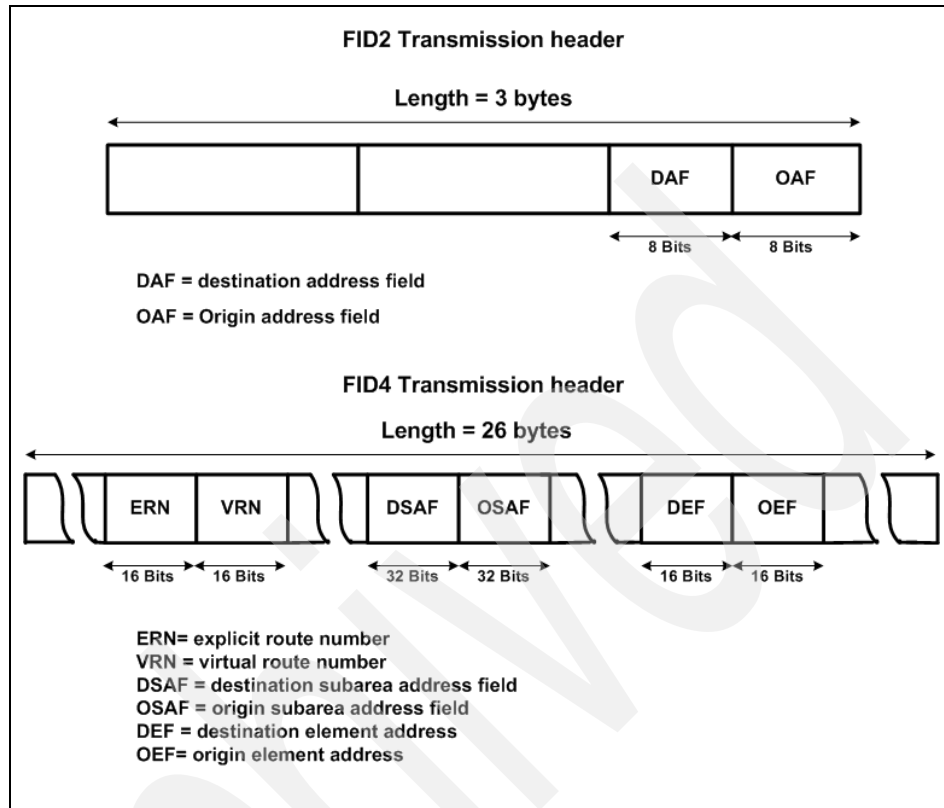 FID2 Transmission header
Length = 3 bytes
DAF OAF
8 Bits 8 Bits
DAF = destination address field
OAF = Origin address field
FID4 Transmission header
Length = 26 bytes
ERN VRN DSAF OSAF DEF OEF
16 Bits 16 Bits 32 Bits 32 Bits 16 Bits 16 Bits
ERN= explicit route number
VRN = virtual route number
DSAF = destination subarea address field
OSAF = origin subarea address field
DEF = destination element address
OEF= origin element address